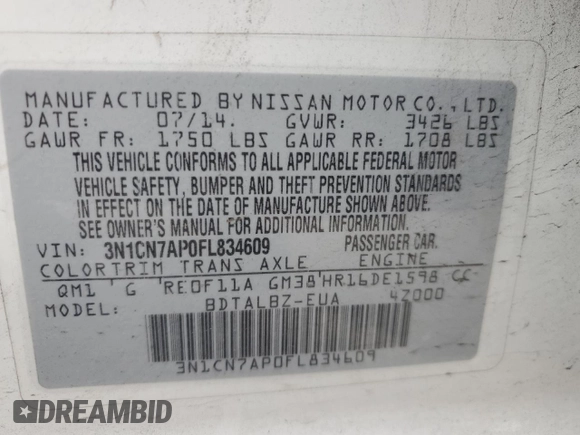 MANUFACTURED BY NISSAN MOTOR CO., LTD.
DATE: 07/14. GVWR: 3426 LBS
GAWR FR: 1750 LBS GAWR RR: 1708 LBS
THIS VEHICLE CONFORMS TO ALL APPLICABLE FEDERAL MOTOR
VEHICLE SAFETY, BUMPER AND THEFT PREVENTION STANDARDS
IN EFFECT ON THE DATE OF MANUFACTURE SHOWN ABOVE.
SEE OWNER'S MANUAL FOR ADDITIONAL INFORMATION.
VIN: 3N1CN7AP0FL834609 PASSENGER CAR.
COLOR TRIM TRANS AXLE ENGINE
QM1 G RE0F11A GM38 HR16DE1598 CC
MODEL: BDTALBZ-EUA 4Z000
3N1CN7AP0FL834609
DREAMBID